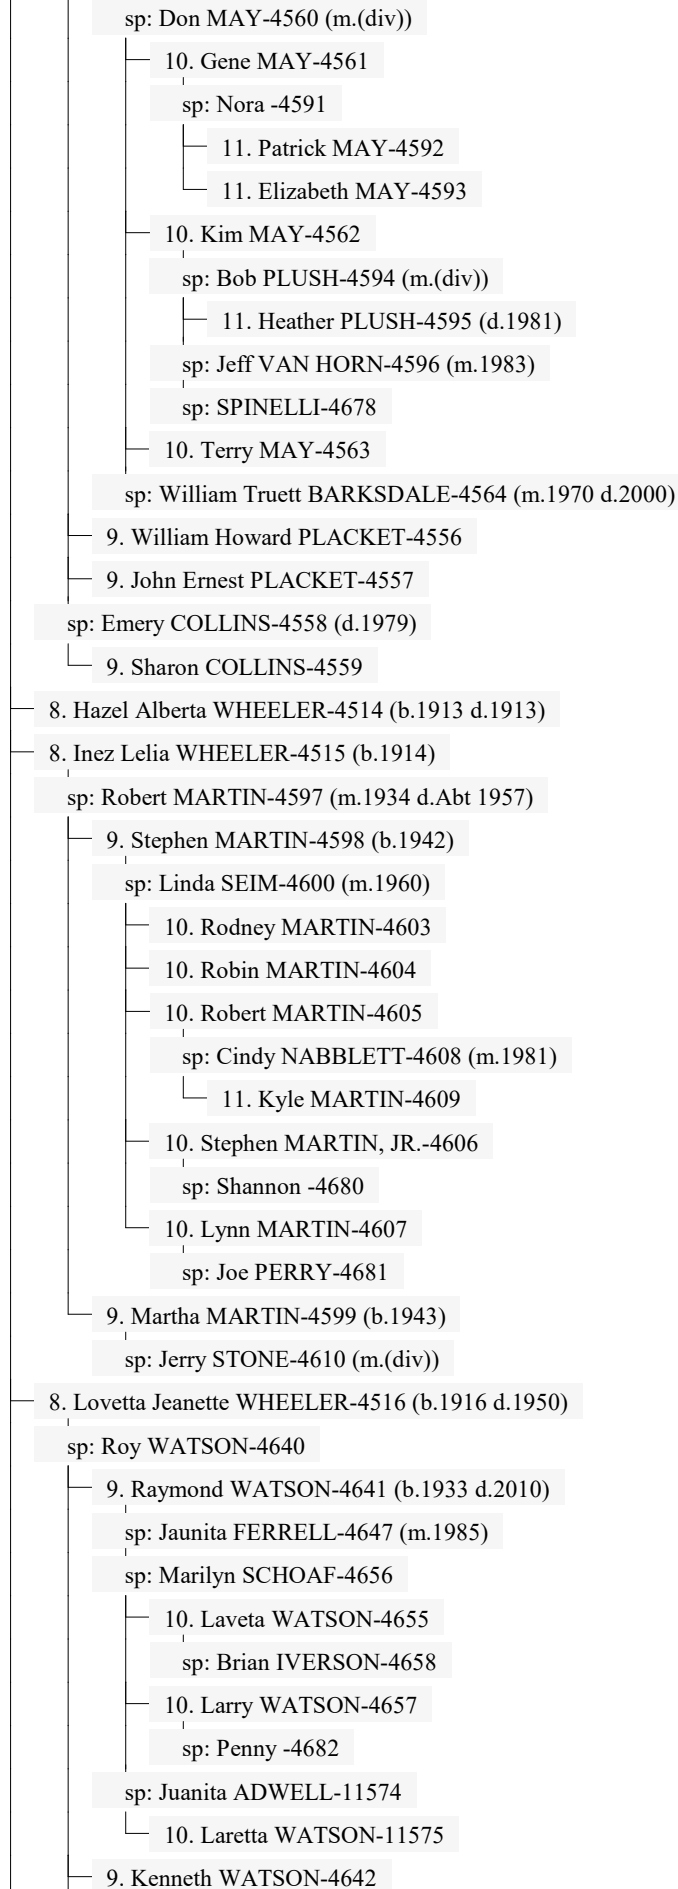 sp: Don MAY-4560 (m.(div))
10. Gene MAY-4561
sp: Nora -4591
11. Patrick MAY-4592
11. Elizabeth MAY-4593
10. Kim MAY-4562
sp: Bob PLUSH-4594 (m.(div))
11. Heather PLUSH-4595 (d.1981)
sp: Jeff VAN HORN-4596 (m.1983)
sp: SPINELLI-4678
10. Terry MAY-4563
sp: William Truett BARKSDALE-4564 (m.1970 d.2000)
9. William Howard PLACKET-4556
9. John Ernest PLACKET-4557
sp: Emery COLLINS-4558 (d.1979)
9. Sharon COLLINS-4559
8. Hazel Alberta WHEELER-4514 (b.1913 d.1913)
8. Inez Lelia WHEELER-4515 (b.1914)
sp: Robert MARTIN-4597 (m.1934 d.Abt 1957)
9. Stephen MARTIN-4598 (b.1942)
sp: Linda SEIM-4600 (m.1960)
10. Rodney MARTIN-4603
10. Robin MARTIN-4604
10. Robert MARTIN-4605
sp: Cindy NABBLETT-4608 (m.1981)
11. Kyle MARTIN-4609
10. Stephen MARTIN, JR.-4606
sp: Shannon -4680
10. Lynn MARTIN-4607
sp: Joe PERRY-4681
9. Martha MARTIN-4599 (b.1943)
sp: Jerry STONE-4610 (m.(div))
8. Lovetta Jeanette WHEELER-4516 (b.1916 d.1950)
sp: Roy WATSON-4640
9. Raymond WATSON-4641 (b.1933 d.2010)
sp: Jaunita FERRELL-4647 (m.1985)
sp: Marilyn SCHOAF-4656
10. Laveta WATSON-4655
sp: Brian IVERSON-4658
10. Larry WATSON-4657
sp: Penny -4682
sp: Juanita ADWELL-11574
10. Laretta WATSON-11575
9. Kenneth WATSON-4642